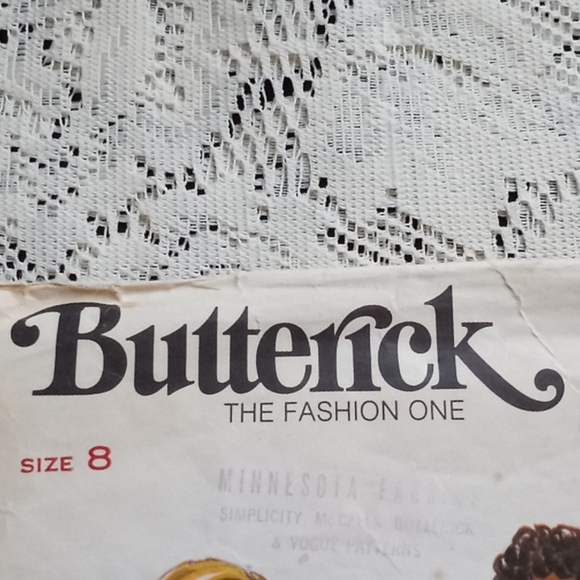 Butterick
THE FASHION ONE
SIZE 8
MINNESOTA FABRICS
SIMPLICITY, McCALLS, BUTTERICK
& VOGUE PATTERNS